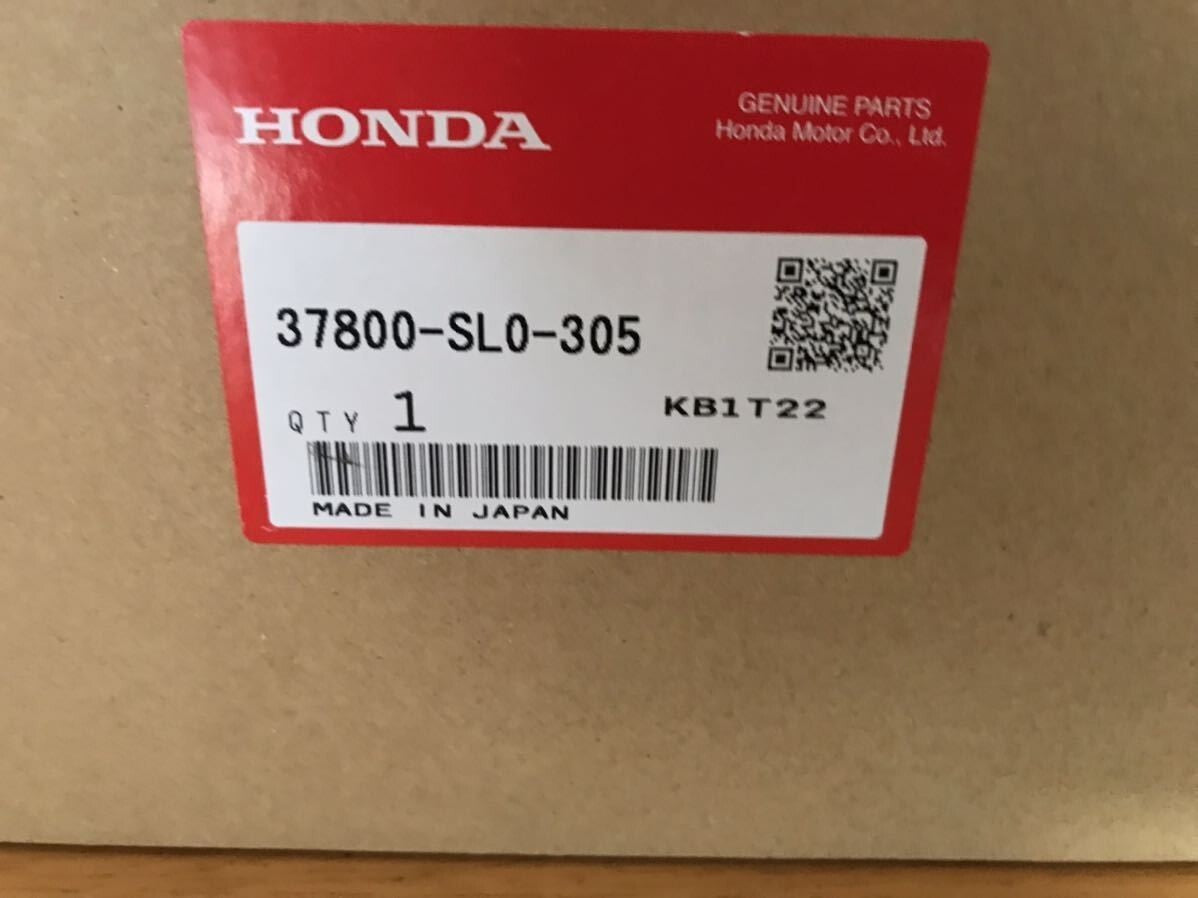 HONDA
GENUINE PARTS
Honda Motor Co., Ltd.
37800-SL0-305
QTY 1
KB1T22
MADE IN JAPAN